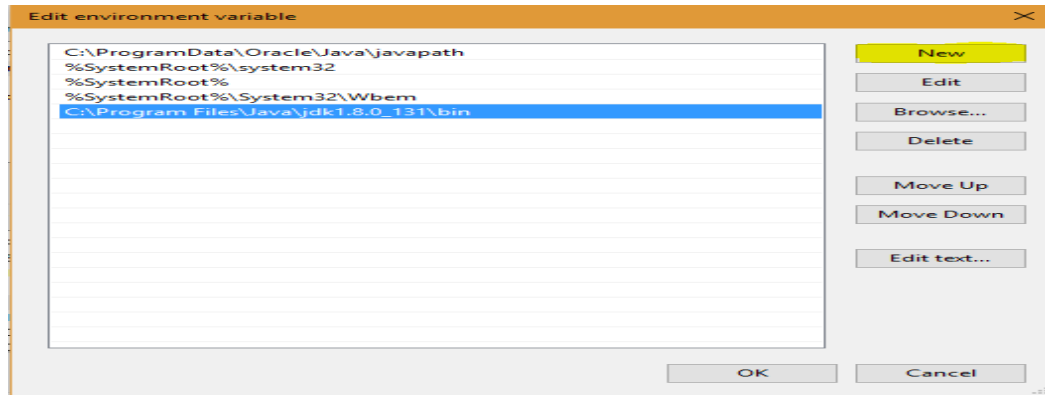 Edit environment variable
C:\ProgramData\Oracle\Java\javapath
%SystemRoot%\system32
%SystemRoot%
%SystemRoot%\System32\Wbem
C:\Program Files\Java\jdk1.8.0_131\bin
New
Edit
Browse...
Delete
Move Up
Move Down
Edit text...
OK
Cancel